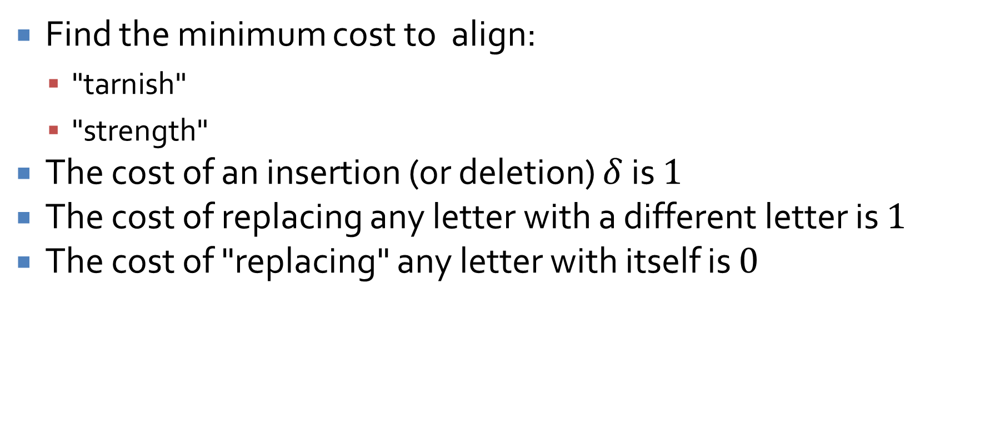 Find the minimum cost to align:
"tarnish"
"strength"
The cost of an insertion (or deletion) δ is 1
The cost of replacing any letter with a different letter is 1
The cost of "replacing" any letter with itself is 0